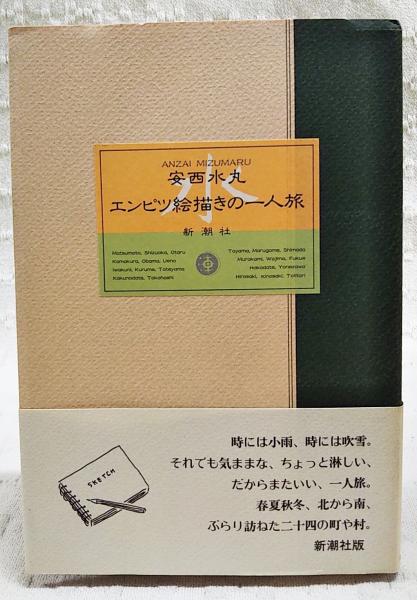 ANZAI MIZUMARU
水
安西水丸
エンピツ絵描きの一人旅
新潮社
Matsumoto, Shizuoka, Otaru
Kamakura, Obama, Ueno
Iwakuni, Kurume, Tateyama
Kakunodate, Takahashi
Toyama, Marugame, Shimoda
Murakami, Wajima, Fukue
Hakodate, Yonezawa
Hirosaki, Kinosaki, Tottori
SKETCH
時には小雨、時には吹雪。
それでも気ままな、ちょっと淋しい、
だからまたいい、一人旅。
春夏秋冬、北から南、
ぶらり訪ねた二十四の町や村。
新潮社版